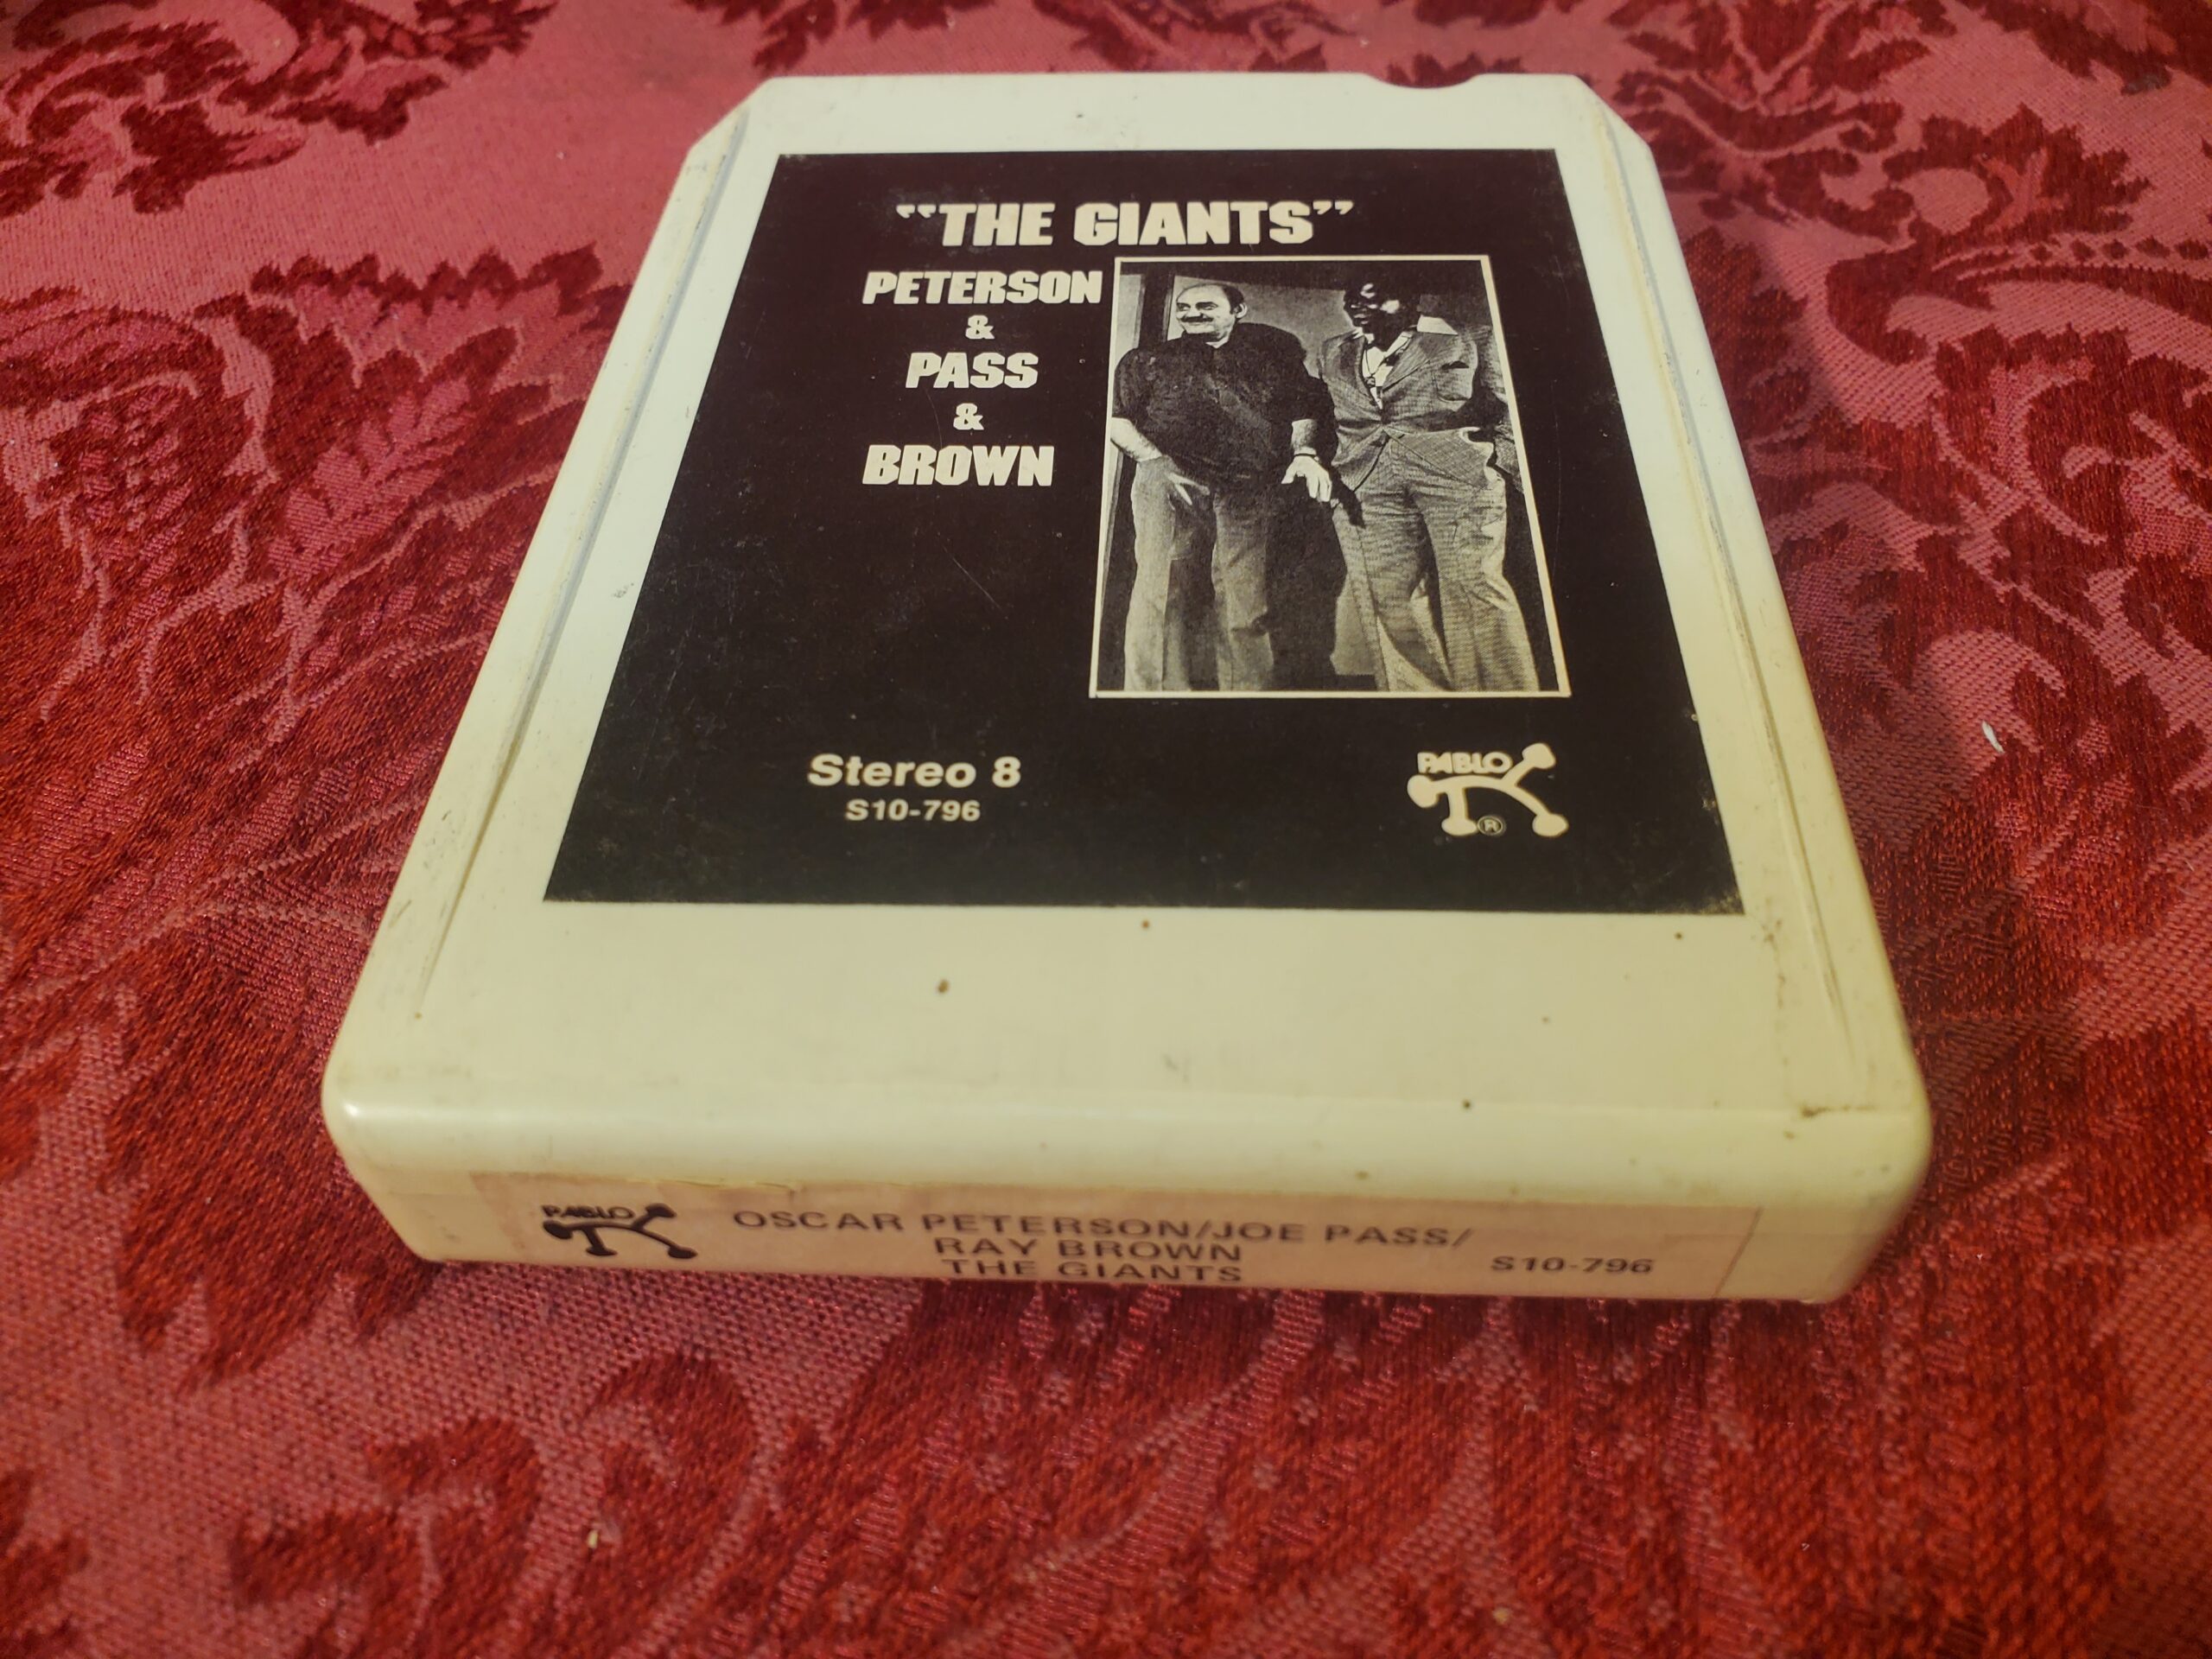 "THE GIANTS"
PETERSON
&
PASS
&
BROWN
Stereo 8
S10-796
PABLO
®
PABLO
OSCAR PETERSON/JOE PASS/
RAY BROWN
THE GIANTS
S10-796